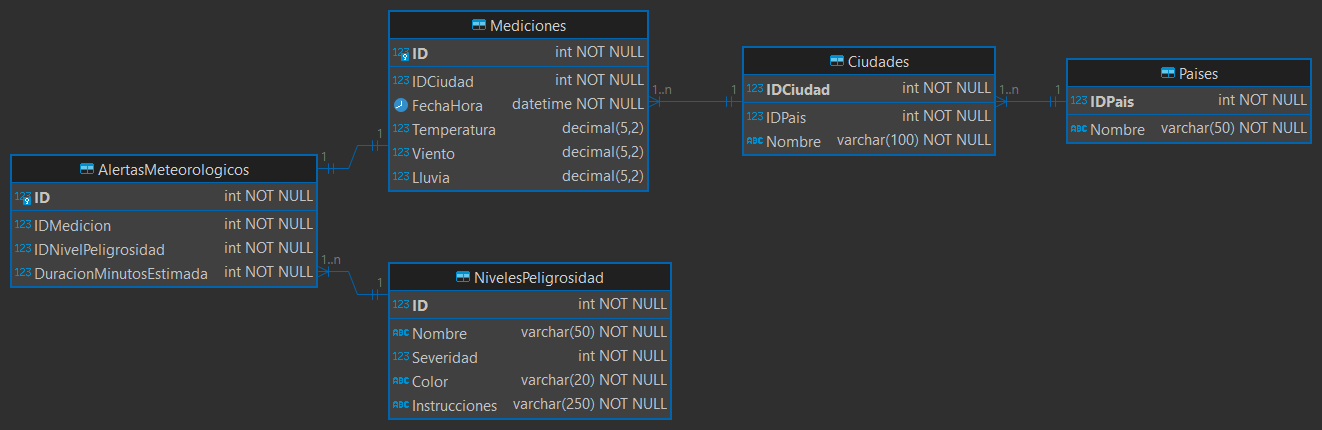 Mediciones
123 ID int NOT NULL
123 IDCiudad int NOT NULL
FechaHora datetime NOT NULL
123 Temperatura decimal(5,2)
123 Viento decimal(5,2)
123 Lluvia decimal(5,2)
1..n 1
Ciudades
123 IDCiudad int NOT NULL
123 IDPais int NOT NULL
ABC Nombre varchar(100) NOT NULL
1..n 1
Paises
123 IDPais int NOT NULL
ABC Nombre varchar(50) NOT NULL
1 1
AlertasMeteorologicos
123 ID int NOT NULL
123 IDMedicion int NOT NULL
123 IDNivelPeligrosidad int NOT NULL
123 DuracionMinutosEstimada int NOT NULL
1..n 1
NivelesPeligrosidad
123 ID int NOT NULL
ABC Nombre varchar(50) NOT NULL
123 Severidad int NOT NULL
ABC Color varchar(20) NOT NULL
ABC Instrucciones varchar(250) NOT NULL